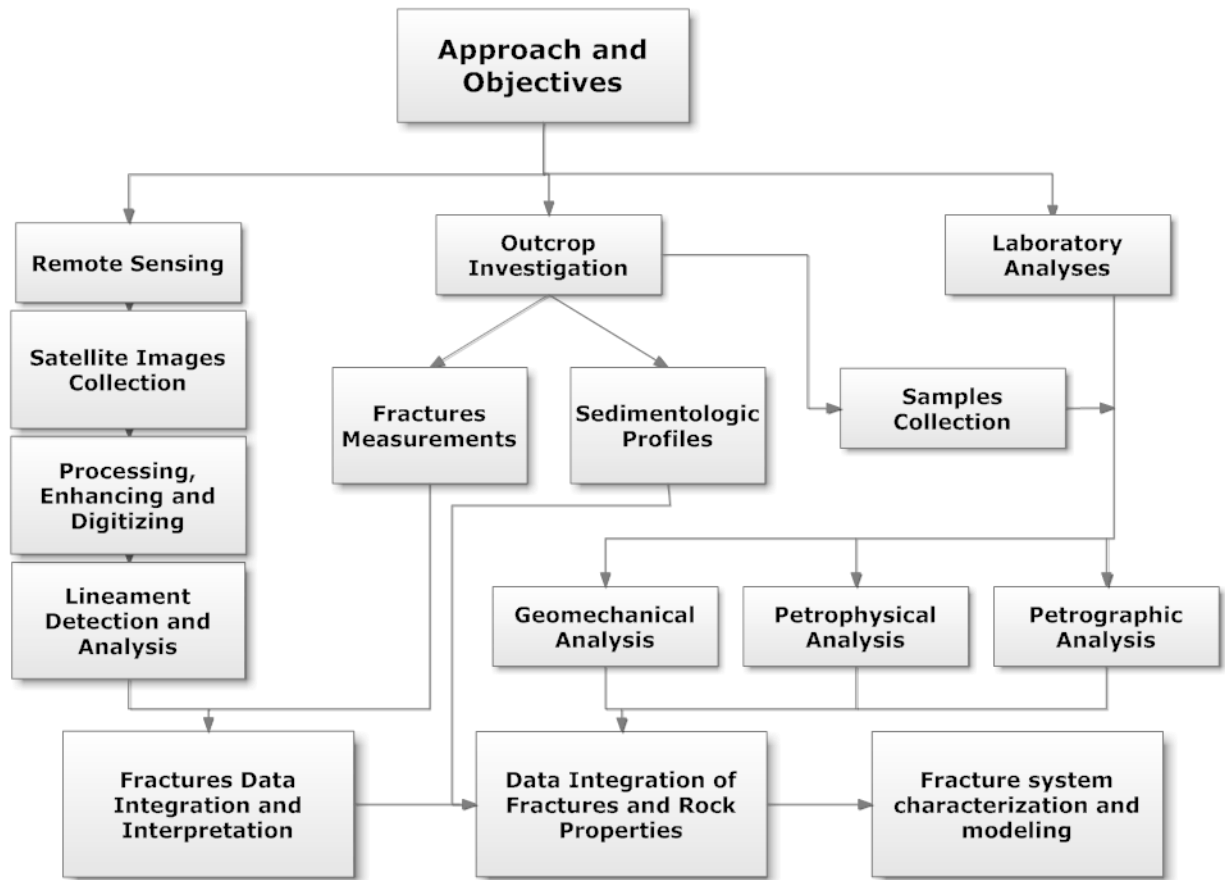 Approach and
Objectives
Remote Sensing
Outcrop
Investigation
Laboratory
Analyses
Satellite Images
Collection
Fractures
Measurements
Sedimentologic
Profiles
Samples
Collection
Processing,
Enhancing and
Digitizing
Lineament
Detection and
Analysis
Geomechanical
Analysis
Petrophysical
Analysis
Petrographic
Analysis
Fractures Data
Integration and
Interpretation
Data Integration of
Fractures and Rock
Properties
Fracture system
characterization and
modeling